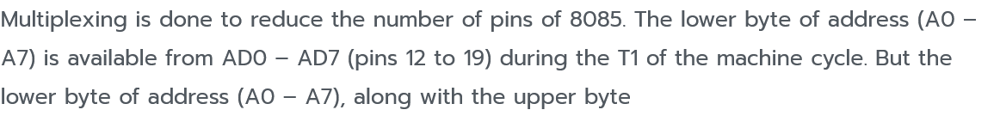 Multiplexing is done to reduce the number of pins of 8085. The lower byte of address (A0 –
A7) is available from AD0 – AD7 (pins 12 to 19) during the T1 of the machine cycle. But the
lower byte of address (A0 – A7), along with the upper byte